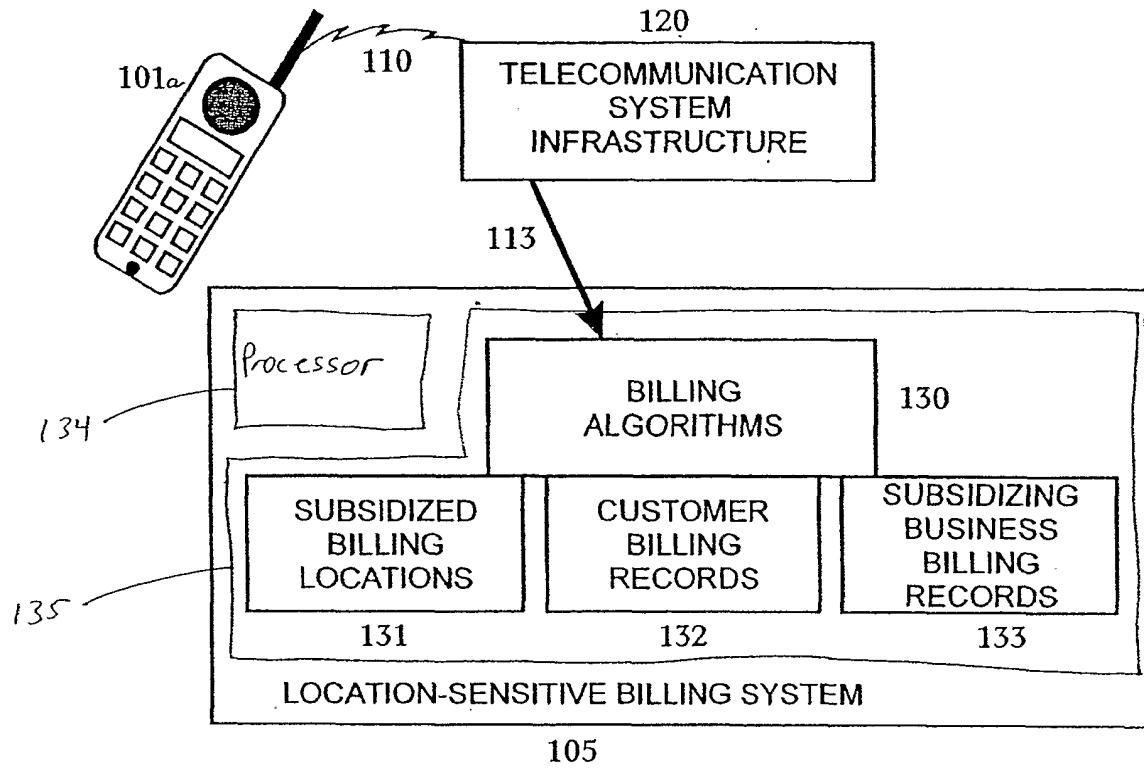 120
101a
110
TELECOMMUNICATION
SYSTEM
INFRASTRUCTURE
113
Processor
134
BILLING
ALGORITHMS
130
SUBSIDIZED
BILLING
LOCATIONS
CUSTOMER
BILLING
RECORDS
SUBSIDIZING
BUSINESS
BILLING
RECORDS
135
131
132
133
LOCATION-SENSITIVE BILLING SYSTEM
105